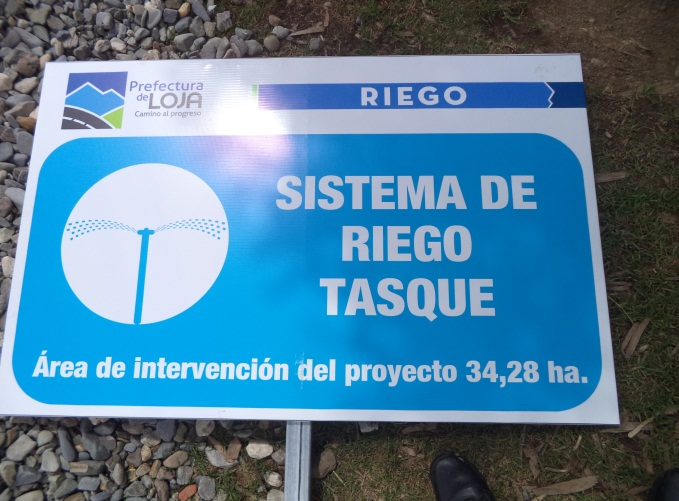 Prefectura
de LOJA
Camino al progreso
RIEGO
SISTEMA DE
RIEGO
TASQUE
Área de intervención del proyecto 34,28 ha.